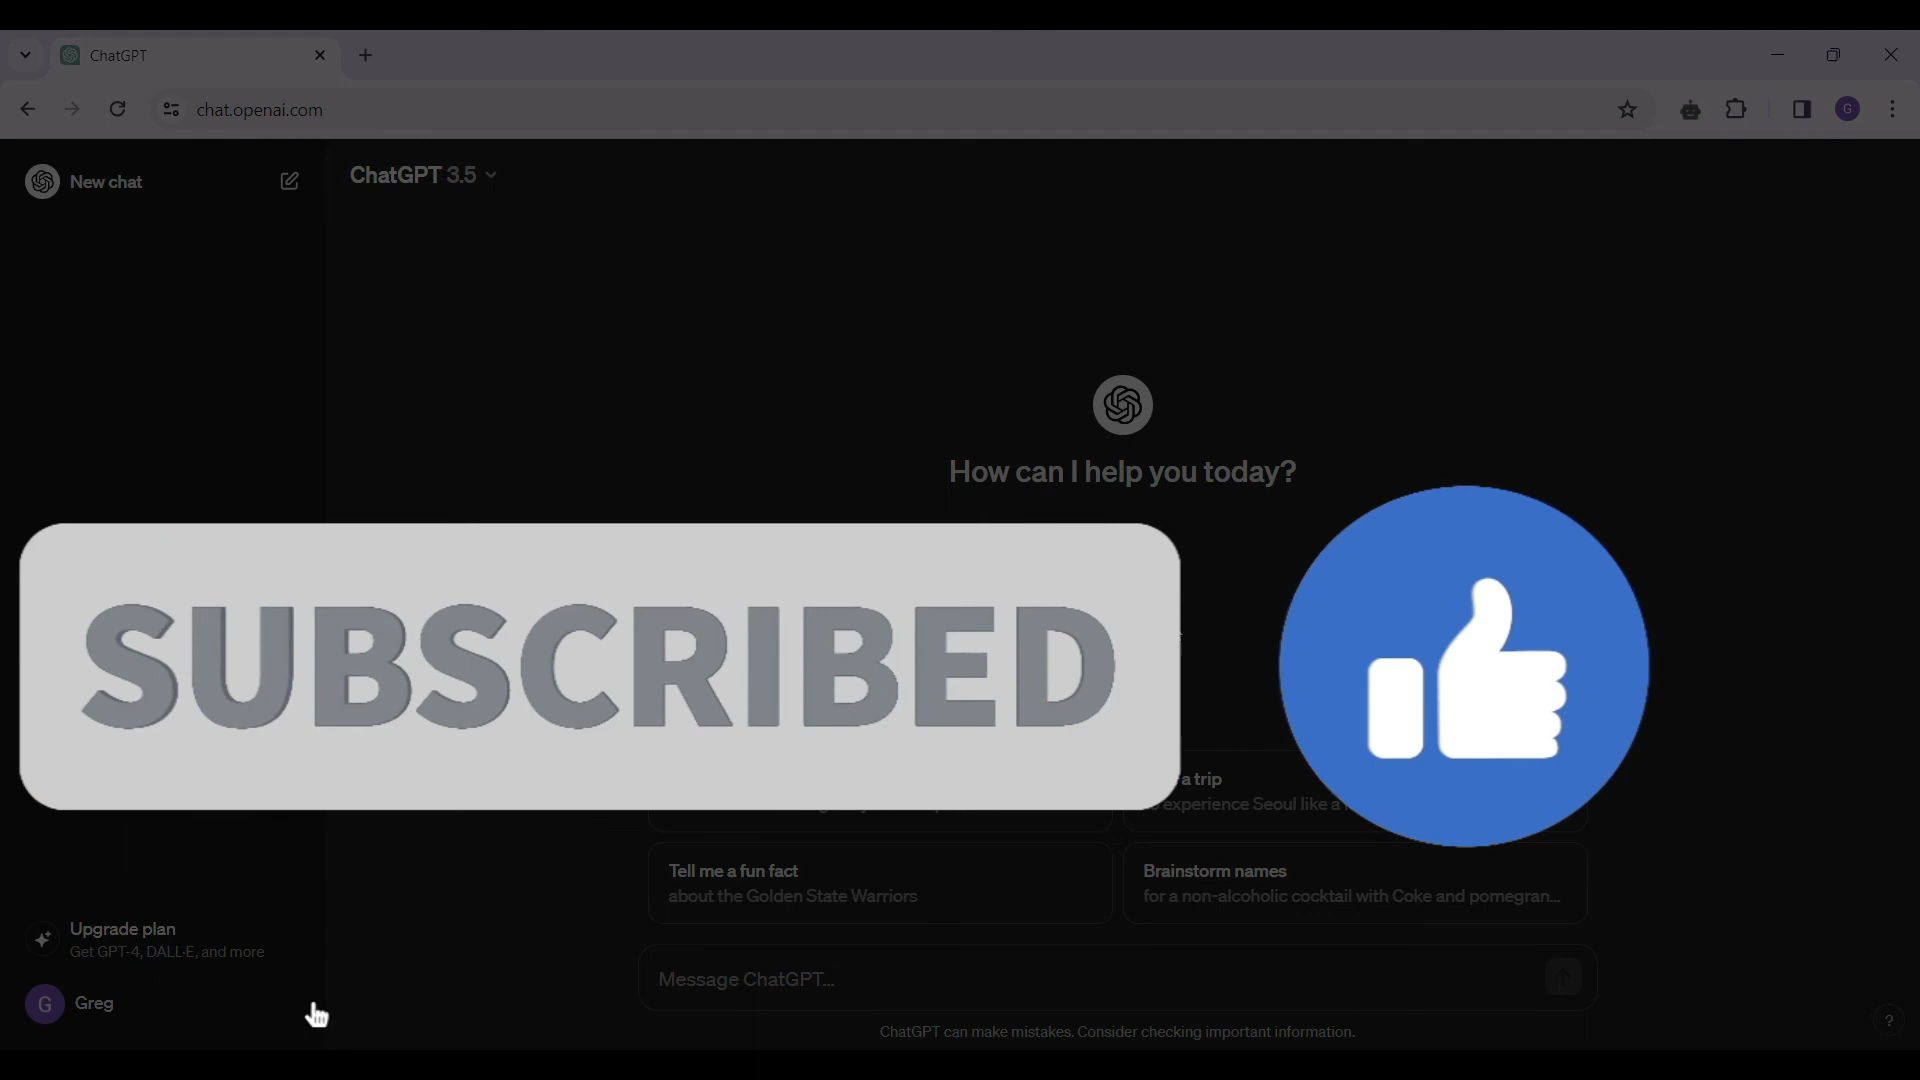 ChatGPT
chat.openai.com
G
New chat
ChatGPT 3.5
How can I help you today?
SUBSCRIBED
a trip
experience Seoul like a
Tell me a fun fact
about the Golden State Warriors
Brainstorm names
for a non-alcoholic cocktail with Coke and pomegran...
Upgrade plan
Get GPT-4, DALL·E, and more
G Greg
Message ChatGPT...
ChatGPT can make mistakes. Consider checking important information.
?